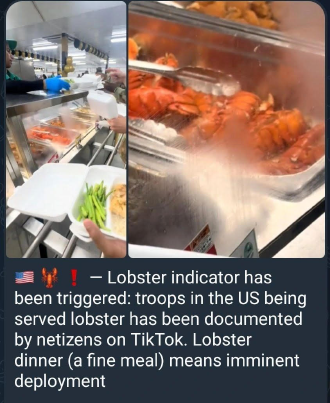 🇺🇸 🦞 ❗ — Lobster indicator has
been triggered: troops in the US being
served lobster has been documented
by netizens on TikTok. Lobster
dinner (a fine meal) means imminent
deployment